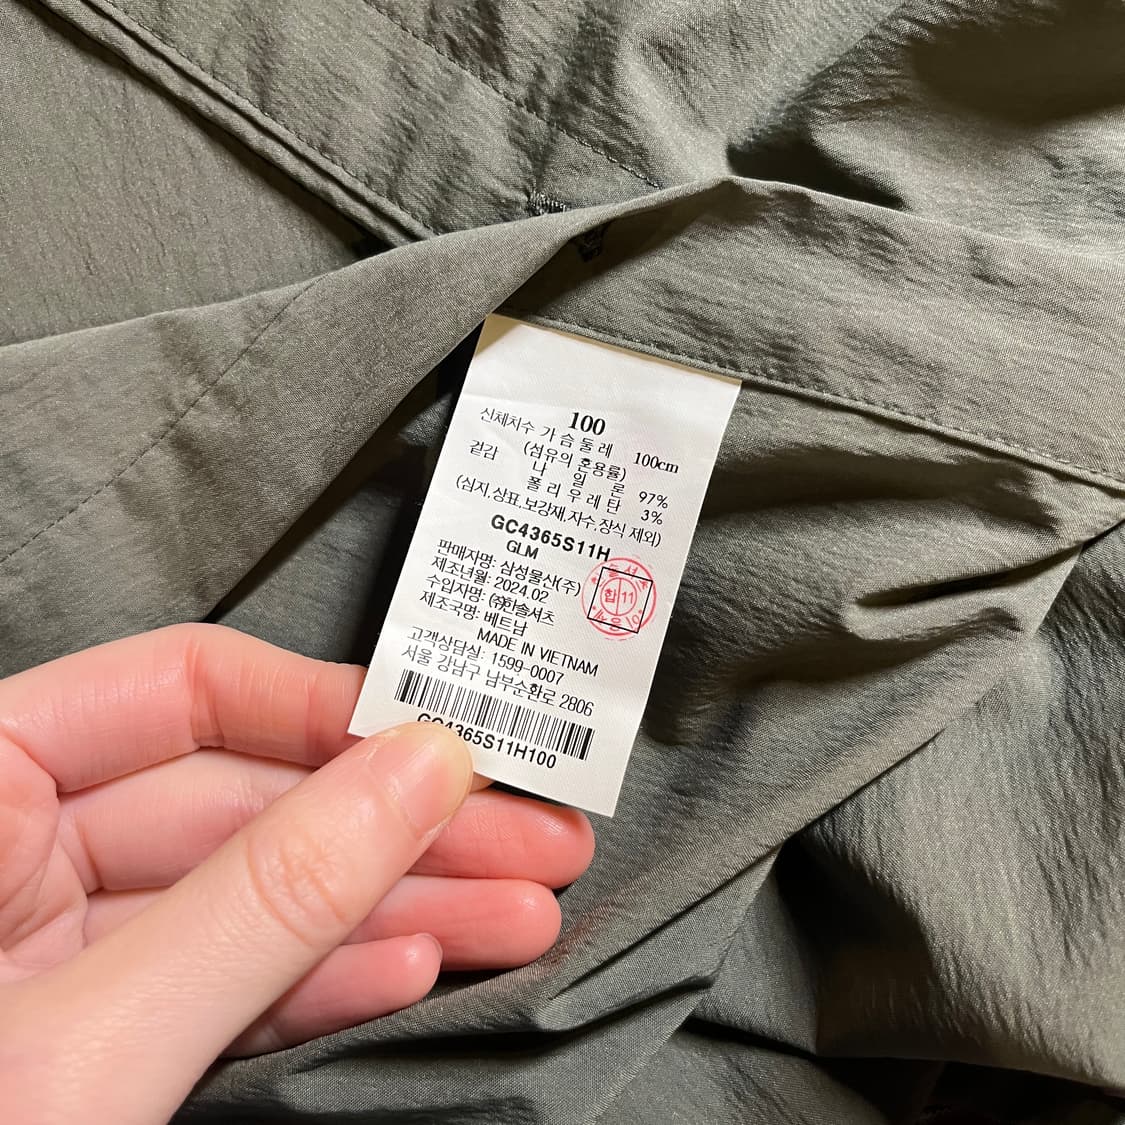 100
신체치수 가슴둘레 100cm
(섬유의 혼용률)
겉감 나일론 97%
폴리우레탄 3%
(심지,상표,보강재,자수,장식 제외)
GC4365S11H
GLM
판매자명: 삼성물산(주)
제조년월: 2024.02
수입자명: ㈜한솔셔츠
제조국명: 베트남
MADE IN VIETNAM
고객상담실: 1599-0007
서울 강남구 남부순환로 2806
합 11
GC4365S11H100